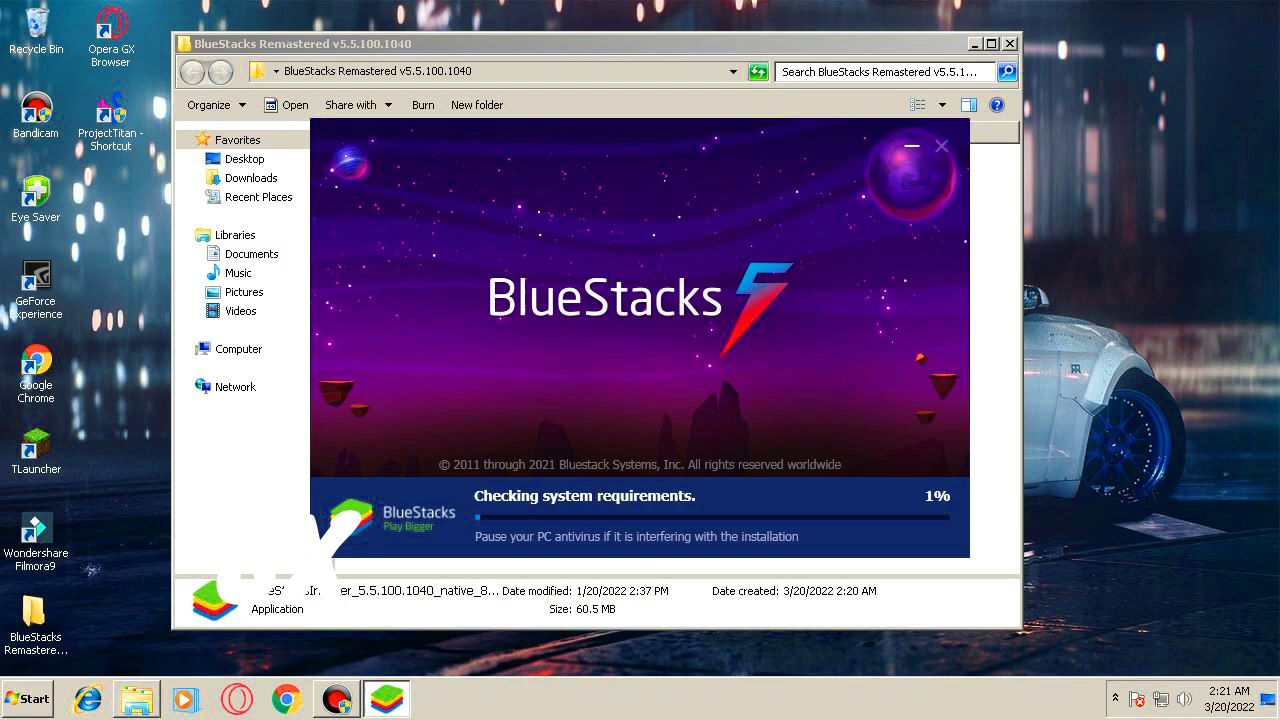 Recycle Bin
Opera GX
Browser
Bandicam
ProjectTitan -
Shortcut
Eye Saver
GeForce
Experience
Google
Chrome
TLauncher
Wondershare
Filmora9
BlueStacks
Remastere...
BlueStacks Remastered v5.5.100.1040
BlueStacks Remastered v5.5.100.1040
Search BlueStacks Remastered v5.5.1...
Organize Open Share with Burn New folder
Favorites
Desktop
Downloads
Recent Places
Libraries
Documents
Music
Pictures
Videos
Computer
Network
BlueStacks 5
© 2011 through 2021 Bluestack Systems, Inc. All rights reserved worldwide
BlueStacks
Play Bigger
Checking system requirements. 1%
Pause your PC antivirus if it is interfering with the installation
_5.5.100.1040_native_8... Date modified: 2:37 PM Date created: 3/20/2022 2:20 AM
Application Size: 60.5 MB
Start
2:21 AM
3/20/2022